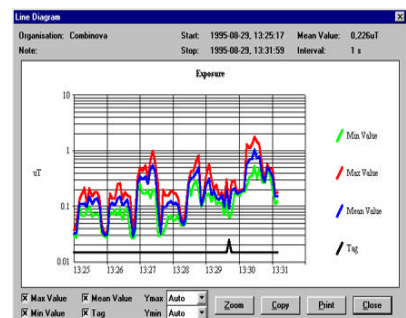 Line Diagram
Organisation: Combinova Start: 1995-08-29, 13:25:17 Mean Value: 0,226uT
Note: Stop: 1995-08-29, 13:31:59 Interval: 1 s
Exposure
10
1
0.1
0.01
uT
13:25 13:26 13:27 13:28 13:29 13:30 13:31
Min Value
Max Value
Mean Value
Tag
Max Value Mean Value Ymax Auto Zoom Copy Print Close
Min Value Tag Ymin Auto